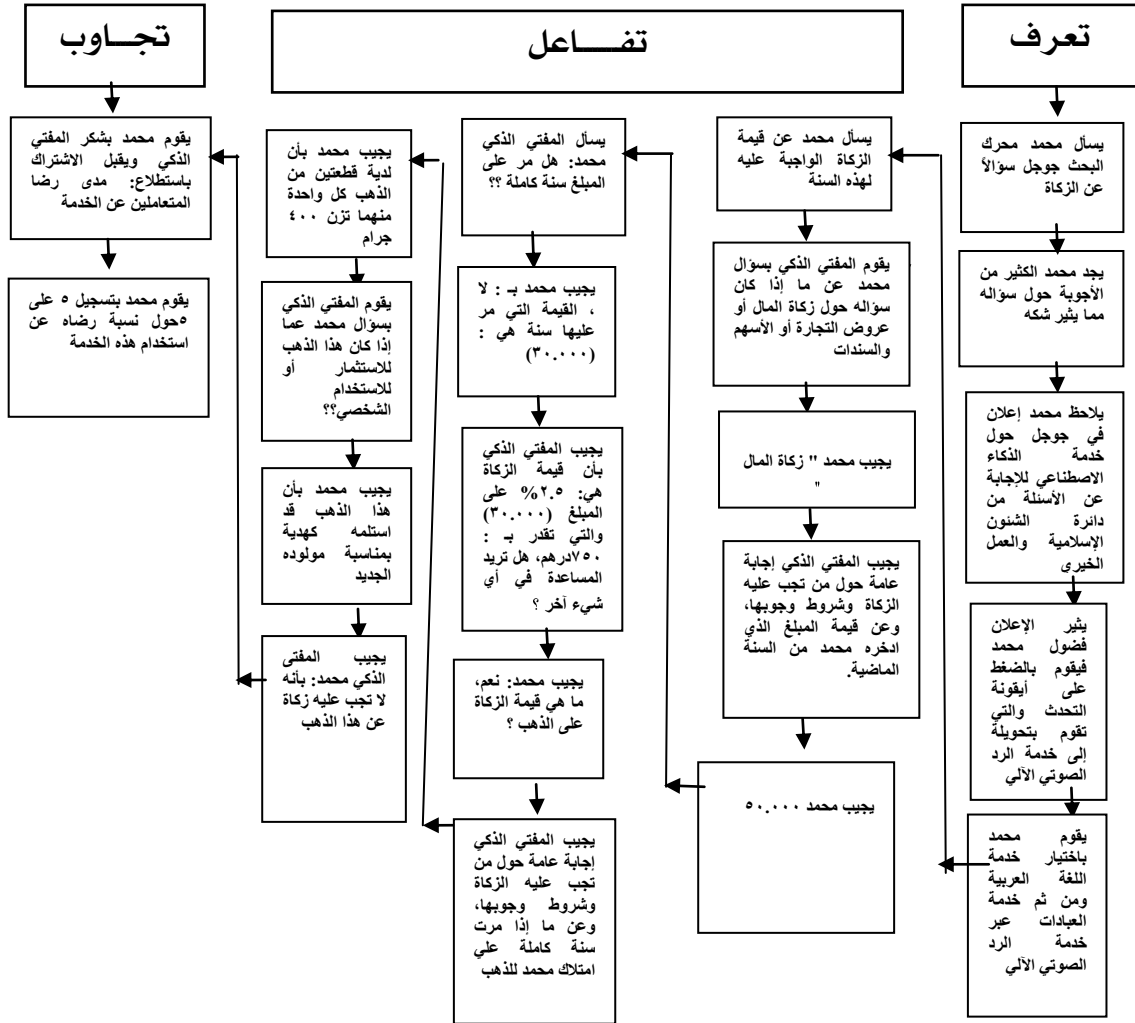 تعرف
تفــــاعل
تجــاوب
يسأل محمد محرك
البحث جوجل سؤالاً
عن الزكاة
يجد محمد الكثير من
الأجوبة حول سؤاله
مما يثير شكه
يلاحظ محمد إعلان
في جوجل حول
خدمة الذكاء
الاصطناعي للإجابة
عن الأسئلة من
دائرة الشئون
الإسلامية والعمل
الخيري
يثير الإعلان
فضول محمد
فيقوم بالضغط
على أيقونة
التحدث والتي
تقوم بتحويلة
إلى خدمة الرد
الصوتي الآلي
يقوم محمد
باختيار خدمة
اللغة العربية
ومن ثم خدمة
العبادات عبر
خدمة الرد
الصوتي الآلي
يسأل محمد عن قيمة
الزكاة الواجبة عليه
لهذه السنة
يقوم المفتي الذكي بسؤال
محمد عن ما إذا كان
سؤاله حول زكاة المال أو
عروض التجارة أو الأسهم
والسندات
يجيب محمد " زكاة المال
"
يجيب المفتي الذكي إجابة
عامة حول من تجب عليه
الزكاة وشروط وجوبها،
وعن قيمة المبلغ الذي
ادخره محمد من السنة
الماضية.
يجيب محمد ٥٠.٠٠٠
يسأل المفتي الذكي
محمد: هل مر على
المبلغ سنة كاملة ؟؟
يجيب محمد بـ : لا
، القيمة التي مر
عليها سنة هي :
(٣٠.٠٠٠)
يجيب المفتي الذكي
بأن قيمة الزكاة
هي: ٢.٥% على
المبلغ (٣٠.٠٠٠)
والتي تقدر بـ :
٧٥٠درهم، هل تريد
المساعدة في أي
شيء آخر ؟
يجيب محمد: نعم،
ما هي قيمة الزكاة
على الذهب ؟
يجيب المفتي الذكي
إجابة عامة حول من
تجب عليه الزكاة
وشروط وجوبها،
وعن ما إذا مرت
سنة كاملة علي
امتلاك محمد للذهب
يجيب محمد بأن
لدية قطعتين من
الذهب كل واحدة
منهما تزن ٤٠٠
جرام
يقوم المفتي الذكي
بسؤال محمد عما
إذا كان هذا الذهب
للاستثمار أو
للاستخدام
الشخصي؟؟
يجيب محمد بأن
هذا الذهب قد
استلمه كهدية
بمناسبة مولوده
الجديد
يجيب المفتى
الذكي محمد: بأنه
لا تجب عليه زكاة
عن هذا الذهب
يقوم محمد بشكر المفتي
الذكي ويقبل الاشتراك
باستطلاع: مدى رضا
المتعاملين عن الخدمة
يقوم محمد بتسجيل ٥ على
٥حول نسبة رضاه عن
استخدام هذه الخدمة